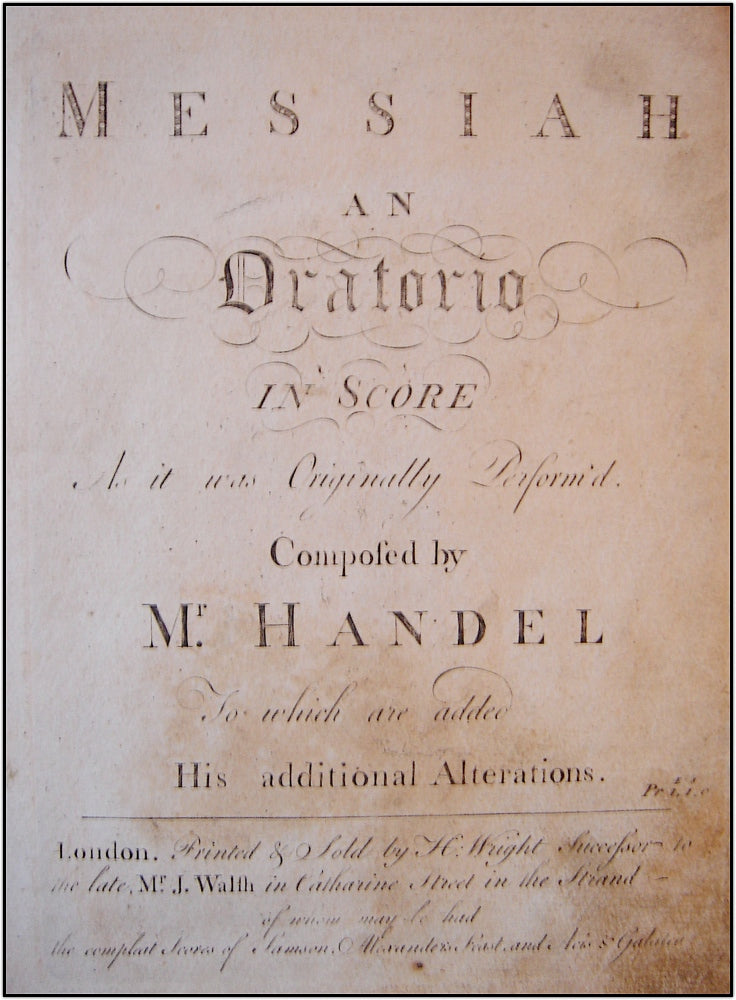 MESSIAH
AN
Oratorio
IN SCORE
As it was Originally Perform'd.
Compoſed by
Mr. HANDEL
To which are added
His additional Alterations.
London. Printed & Sold by H. Wright Succeſsor to
the late, Mr. J. Walſh in Catharine Street in the Strand
of whom may be had
the compleat Scores of Samson, Alexanders Feast, and Acis & Galatea